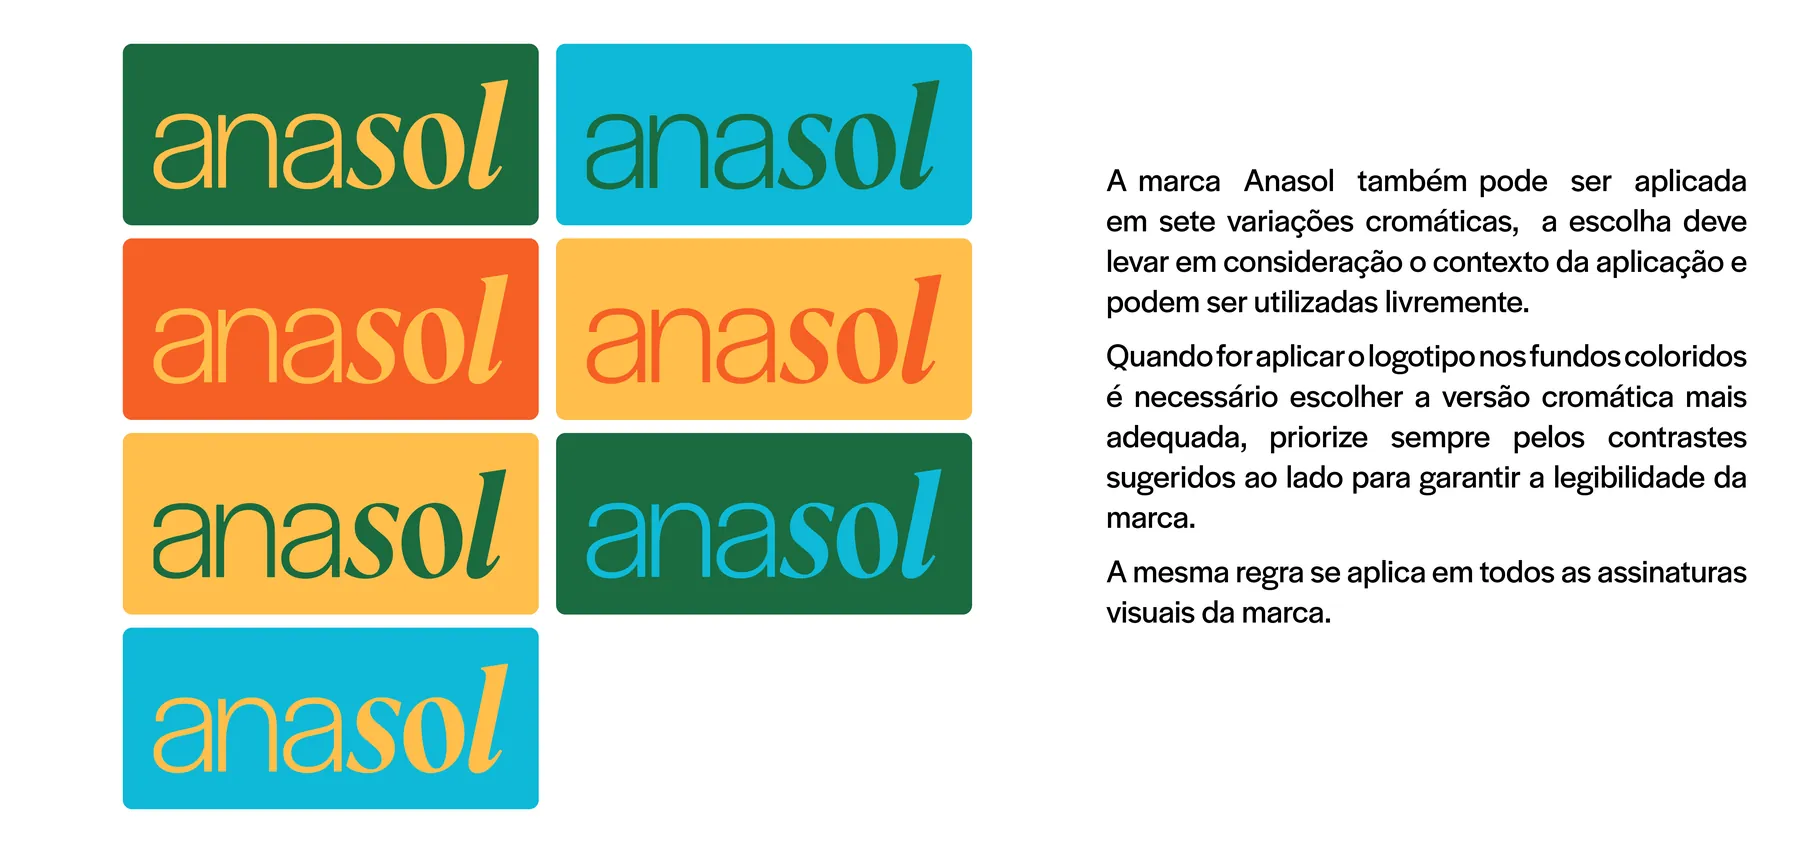 anasol
anasol
anasol
anasol
anasol
anasol
anasol
A marca Anasol também pode ser aplicada
em sete variações cromáticas, a escolha deve
levar em consideração o contexto da aplicação e
podem ser utilizadas livremente.
Quando for aplicar o logotipo nos fundos coloridos
é necessário escolher a versão cromática mais
adequada, priorize sempre pelos contrastes
sugeridos ao lado para garantir a legibilidade da
marca.
A mesma regra se aplica em todos as assinaturas
visuais da marca.